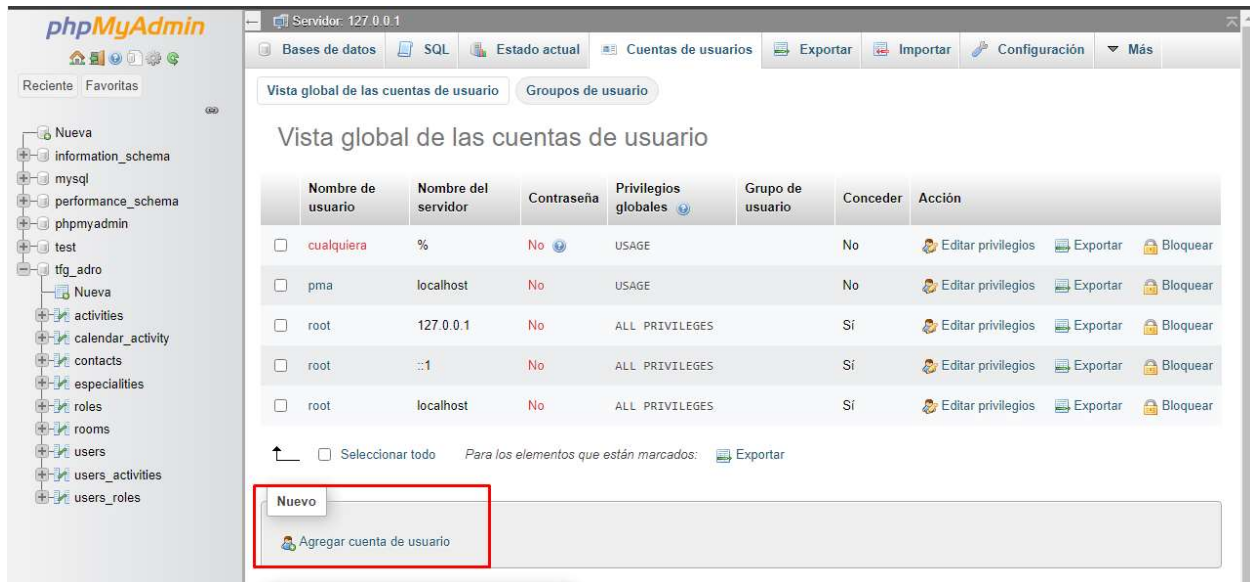 phpMyAdmin
Reciente Favoritas
Nueva
information_schema
mysql
performance_schema
phpmyadmin
test
tfg_adro
Nueva
activities
calendar_activity
contacts
especialities
roles
rooms
users
users_activities
users_roles
Servidor: 127.0.0.1
Bases de datos SQL Estado actual Cuentas de usuarios Exportar Importar Configuración Más
Vista global de las cuentas de usuario Groupos de usuario
Vista global de las cuentas de usuario
Nombre de usuario Nombre del servidor Contraseña Privilegios globales Grupo de usuario Conceder Acción
cualquiera % No USAGE No Editar privilegios Exportar Bloquear
pma localhost No USAGE No Editar privilegios Exportar Bloquear
root 127.0.0.1 No ALL PRIVILEGES Sí Editar privilegios Exportar Bloquear
root ::1 No ALL PRIVILEGES Sí Editar privilegios Exportar Bloquear
root localhost No ALL PRIVILEGES Sí Editar privilegios Exportar Bloquear
Seleccionar todo Para los elementos que están marcados: Exportar
Nuevo
Agregar cuenta de usuario